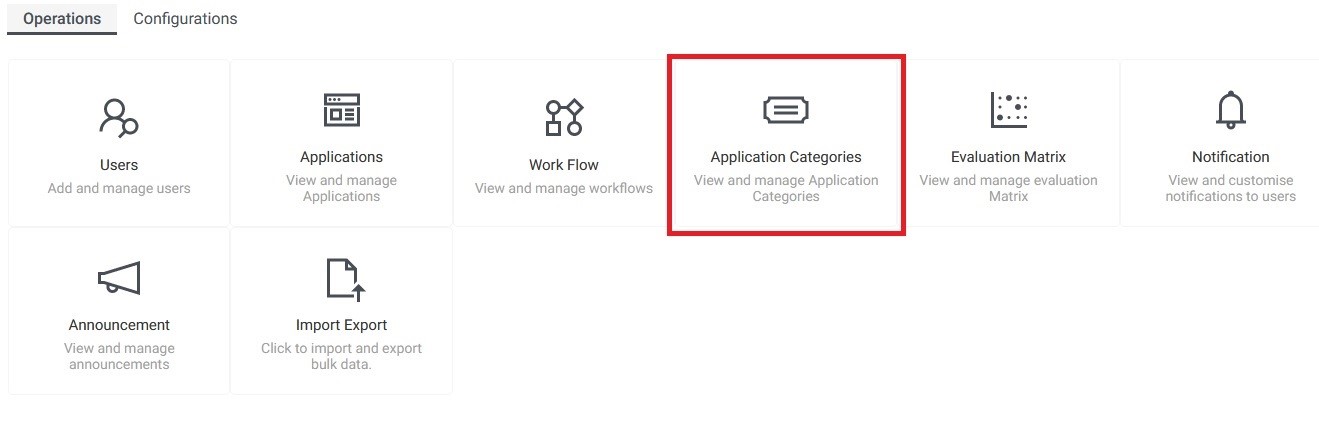 Operations Configurations
Users
Add and manage users
Applications
View and manage
Applications
Work Flow
View and manage workflows
Application Categories
View and manage Application
Categories
Evaluation Matrix
View and manage evaluation
Matrix
Notification
View and customise
notifications to users
Announcement
View and manage
announcements
Import Export
Click to import and export
bulk data.